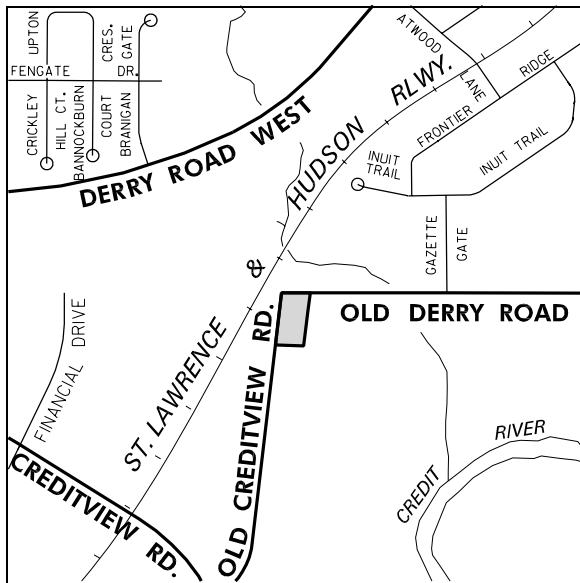 UPTON
CRES.
GATE
FENGATE DR.
CRICKLEY
HILL CT.
BANNOCKBURN
COURT
BRANIGAN
DERRY ROAD WEST
ATWOOD
LANE
RIDGE
FRONTIER
INUIT
TRAIL
INUIT TRAIL
GAZETTE
GATE
ST. LAWRENCE & HUDSON RLWY.
OLD DERRY ROAD
OLD CREDITVIEW RD.
FINANCIAL DRIVE
CREDITVIEW RD.
CREDIT RIVER